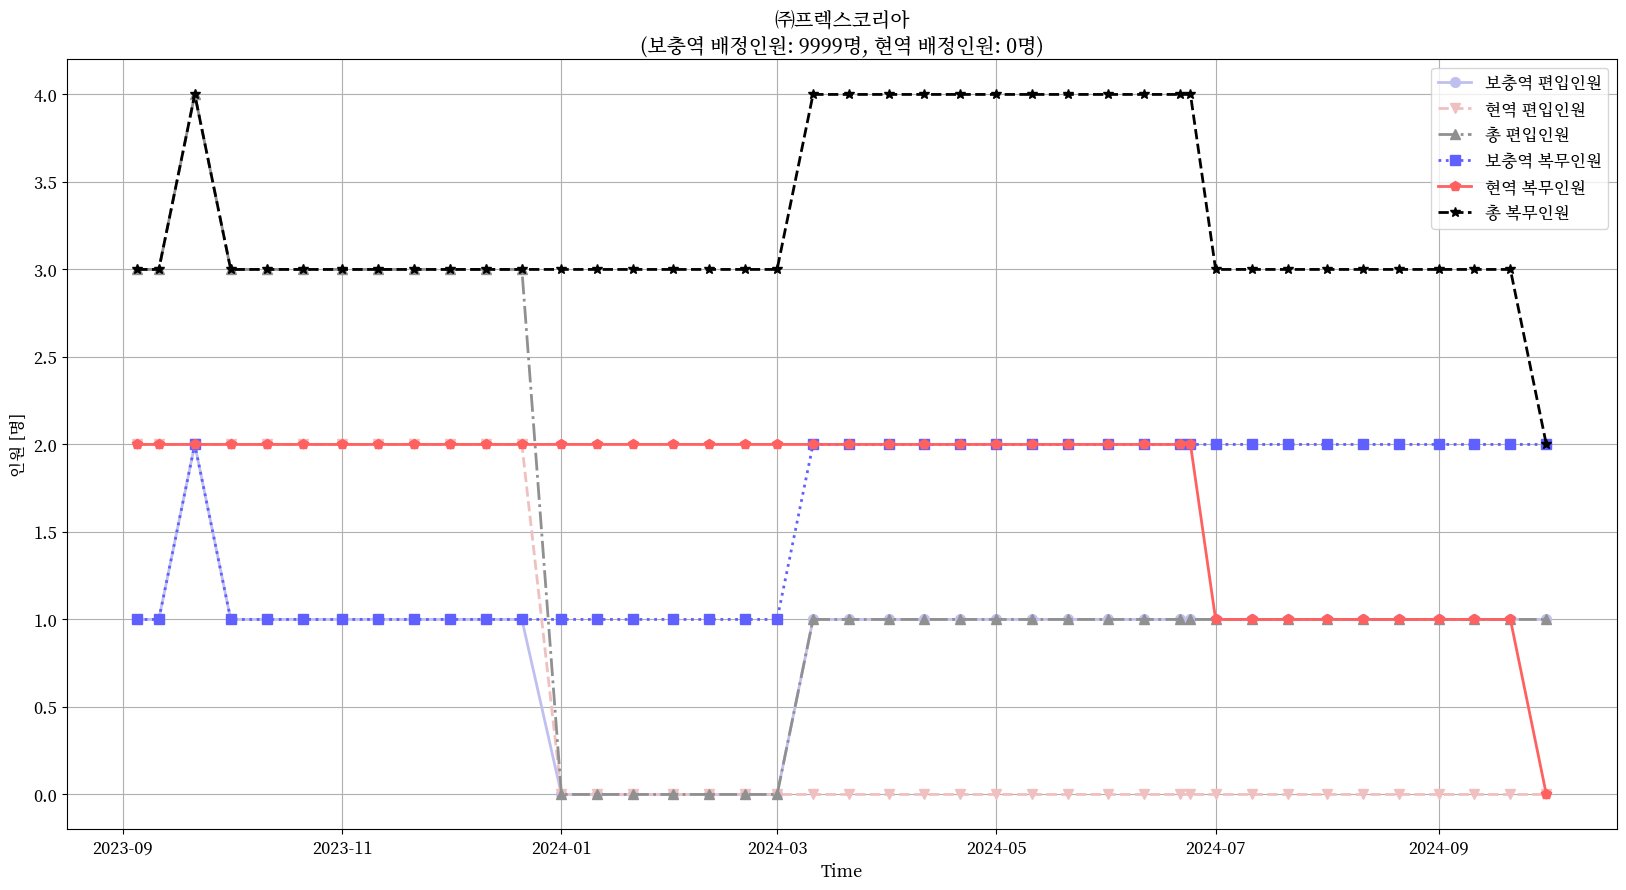 ㈜프렉스코리아
(보충역 배정인원: 9999명, 현역 배정인원: 0명)
보충역 편입인원
현역 편입인원
총 편입인원
보충역 복무인원
현역 복무인원
총 복무인원
인원 [명]
4.0
3.5
3.0
2.5
2.0
1.5
1.0
0.5
0.0
2023-09
2023-11
2024-01
2024-03
2024-05
2024-07
2024-09
Time